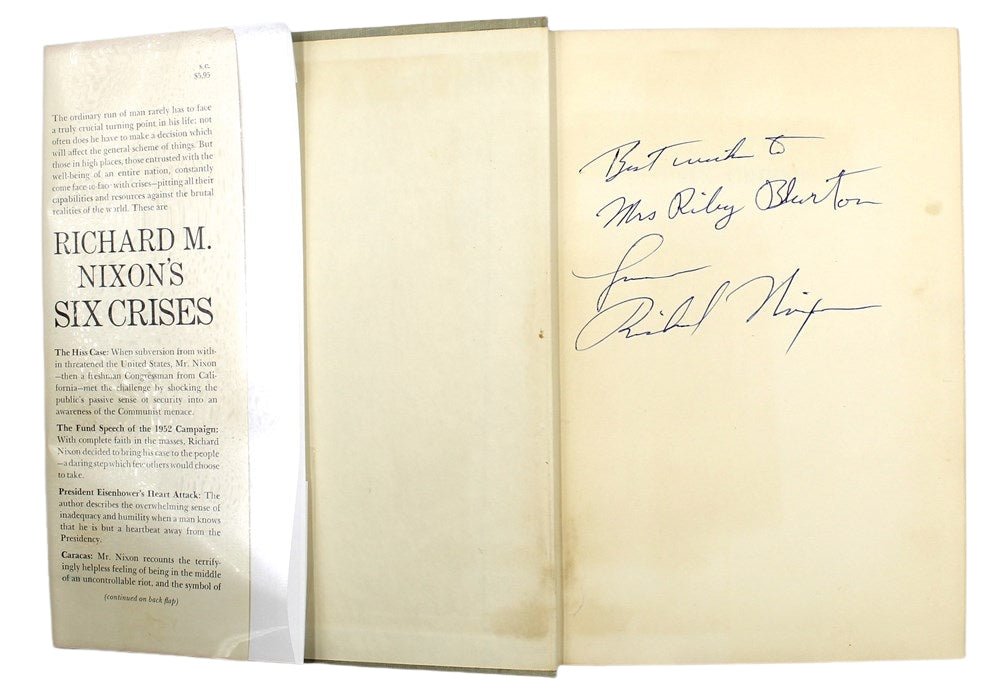 s.c.
$5.95
The ordinary run of man rarely has to face
a truly crucial turning point in his life; not
often does he have to make a decision which
will affect the general scheme of things. But
those in high places, those entrusted with the
well-being of an entire nation, constantly
come face-to-face with crises—pitting all their
capabilities and resources against the brutal
realities of the world. These are
RICHARD M.
NIXON'S
SIX CRISES
The Hiss Case: When subversion from with-
in threatened the United States, Mr. Nixon
—then a freshman Congressman from Cali-
fornia—met the challenge by shocking the
public's passive sense of security into an
awareness of the Communist menace.
The Fund Speech of the 1952 Campaign:
With complete faith in the masses, Richard
Nixon decided to bring his case to the people
—a daring step which few others would choose
to take.
President Eisenhower's Heart Attack: The
author describes the overwhelming sense of
inadequacy and humility when a man knows
that he is but a heartbeat away from the
Presidency.
Caracas: Mr. Nixon recounts the terrify-
ingly helpless feeling of being in the middle
of an uncontrollable riot, and the symbol of
(continued on back flap)
Best wishes to
Mrs Riley Blurton
from
Richard Nixon